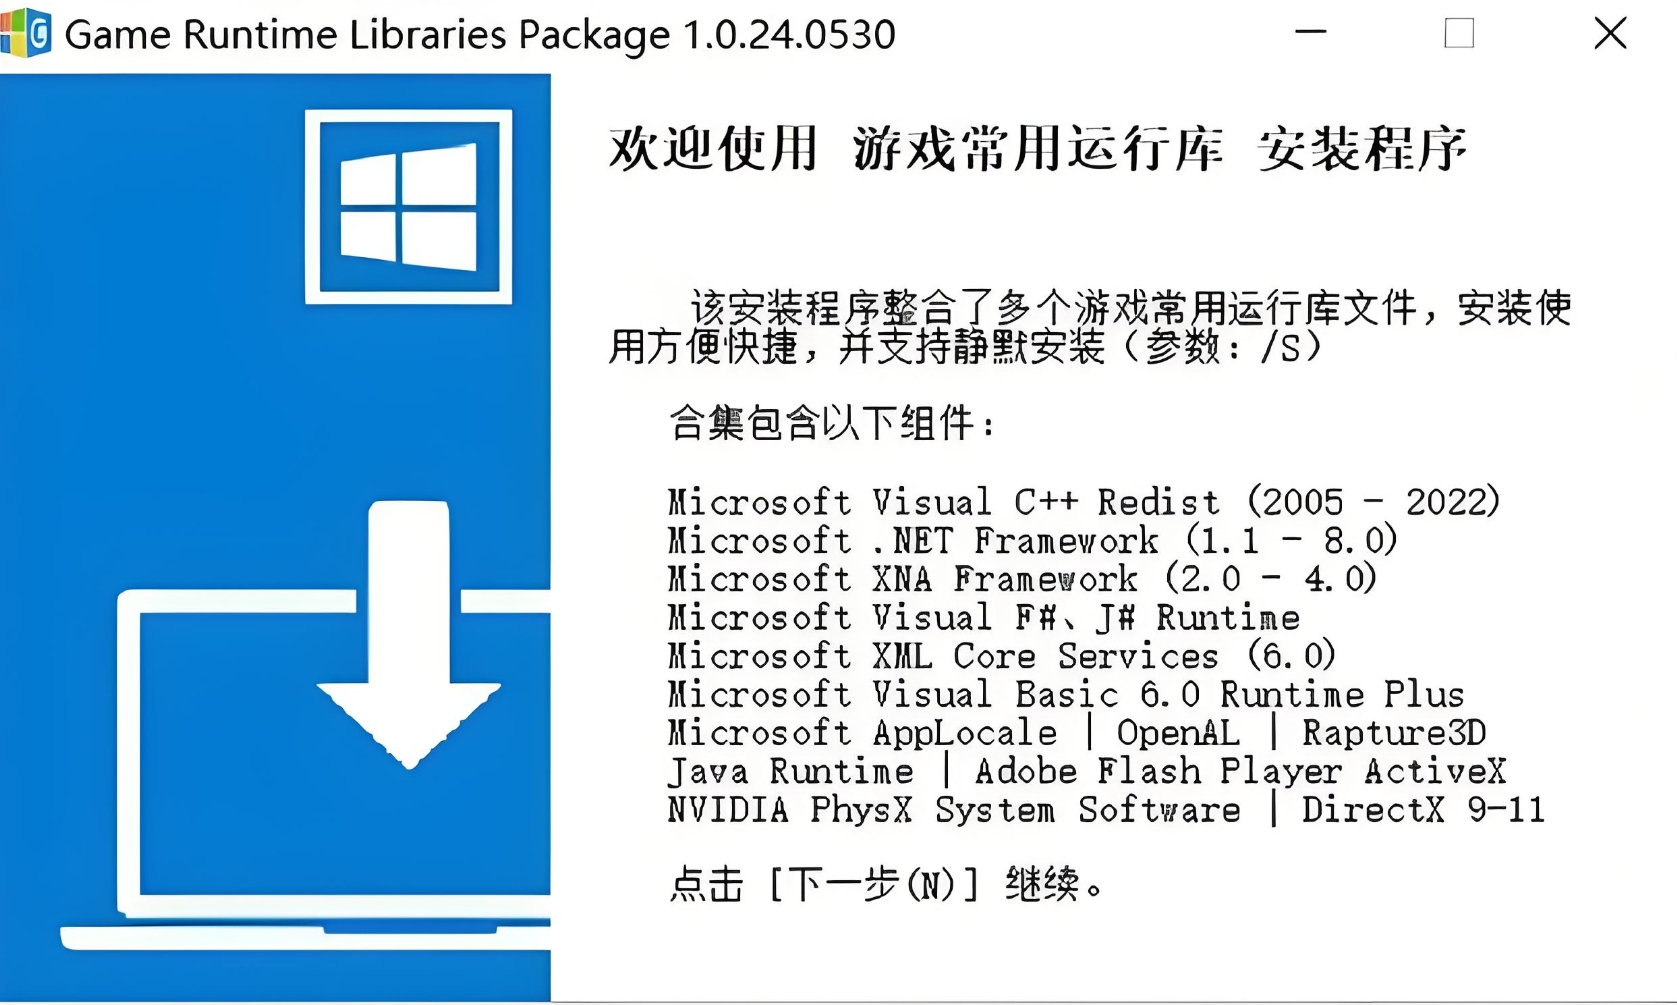 Game Runtime Libraries Package 1.0.24.0530
欢迎使用 游戏常用运行库 安装程序
该安装程序整合了多个游戏常用运行库文件，安装使
用方便快捷，并支持静默安装（参数：/S）
合集包含以下组件：
Microsoft Visual C++ Redist (2005 - 2022)
Microsoft .NET Framework (1.1 - 8.0)
Microsoft XNA Framework (2.0 - 4.0)
Microsoft Visual F#、J# Runtime
Microsoft XML Core Services (6.0)
Microsoft Visual Basic 6.0 Runtime Plus
Microsoft AppLocale | OpenAL | Rapture3D
Java Runtime | Adobe Flash Player ActiveX
NVIDIA PhysX System Software | DirectX 9-11
点击 [下一步(N)] 继续。